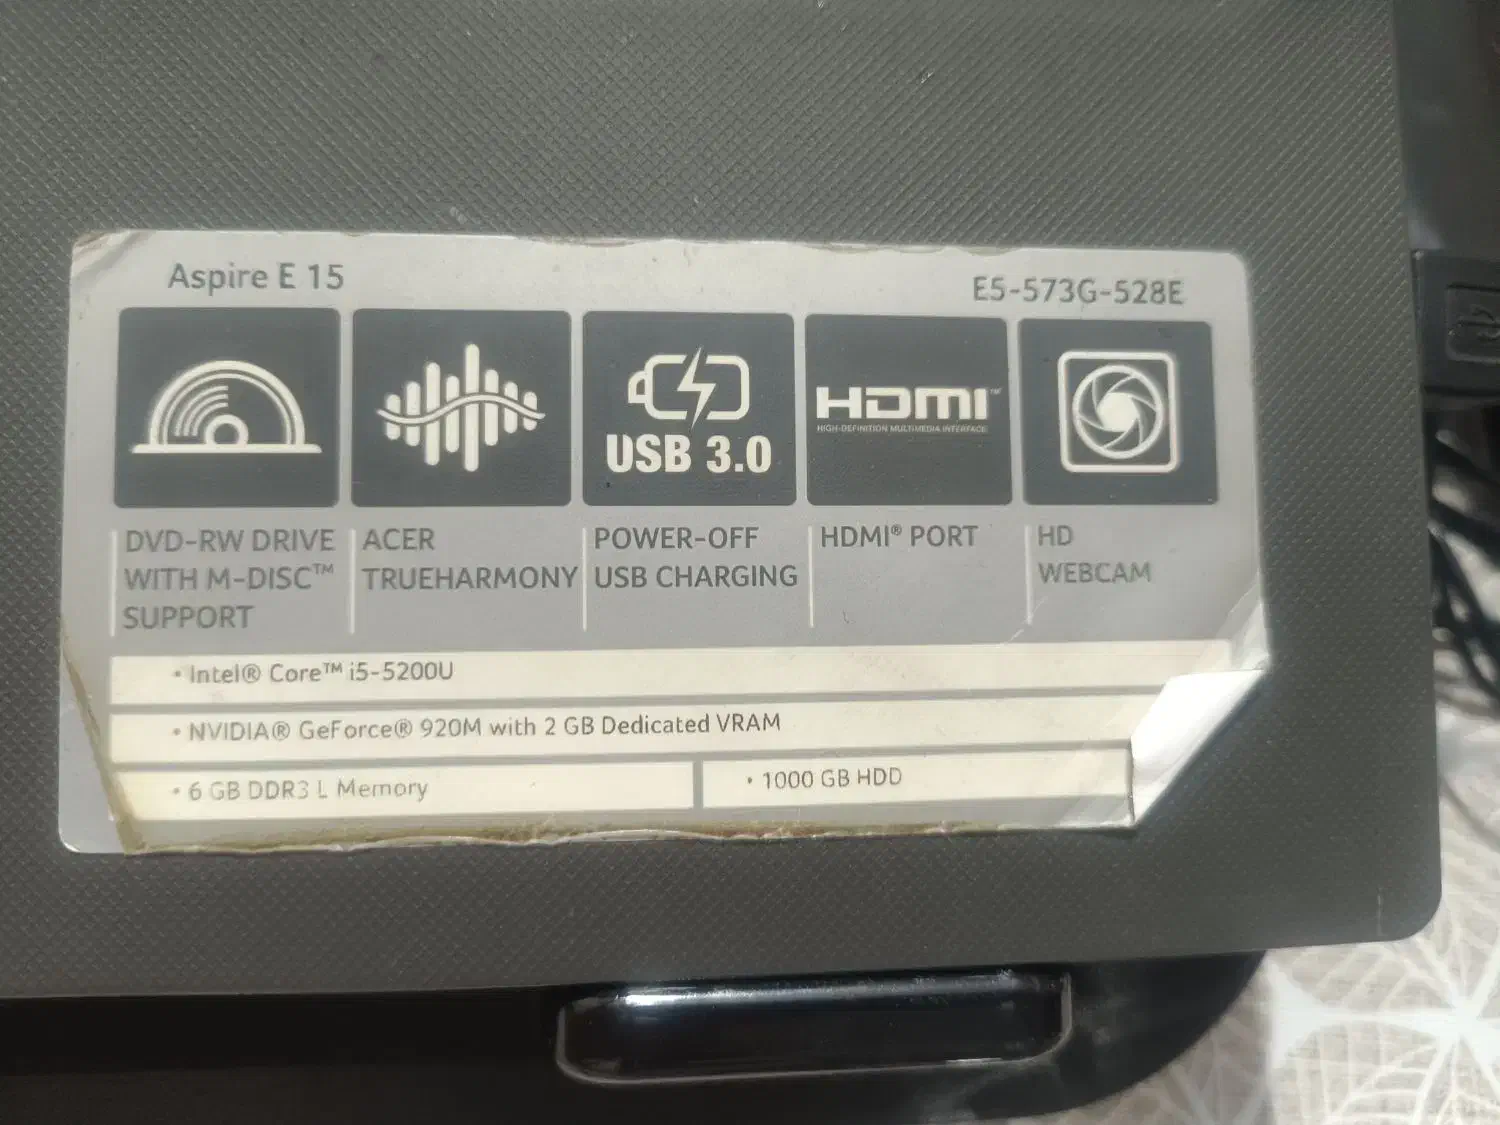 Aspire E 15
E5-573G-528E
USB 3.0
HDMI™
HIGH-DEFINITION MULTIMEDIA INTERFACE
DVD-RW DRIVE
WITH M-DISC™
SUPPORT
ACER
TRUEHARMONY
POWER-OFF
USB CHARGING
HDMI® PORT
HD
WEBCAM
• Intel® Core™ i5-5200U
• NVIDIA® GeForce® 920M with 2 GB Dedicated VRAM
• 6 GB DDR3 L Memory
• 1000 GB HDD